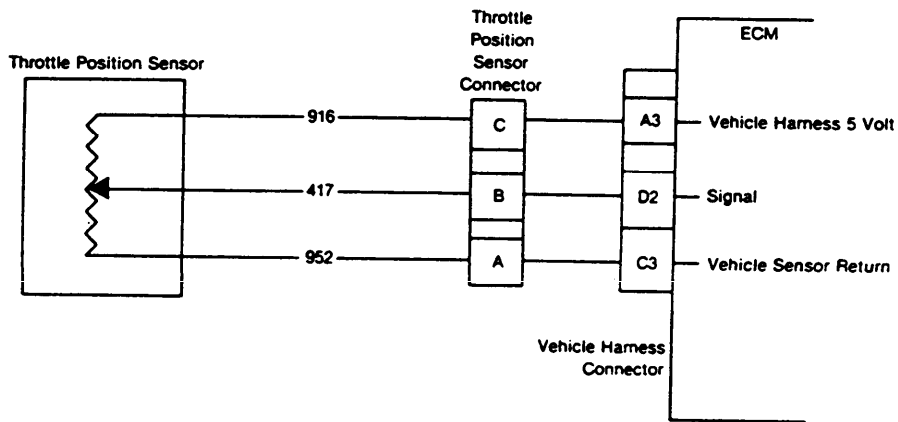 Throttle
Position
Sensor
Connector
ECM
Throttle Position Sensor
916
C
A3
Vehicle Harness 5 Volt
417
B
D2
Signal
952
A
C3
Vehicle Sensor Return
Vehicle Harness
Connector